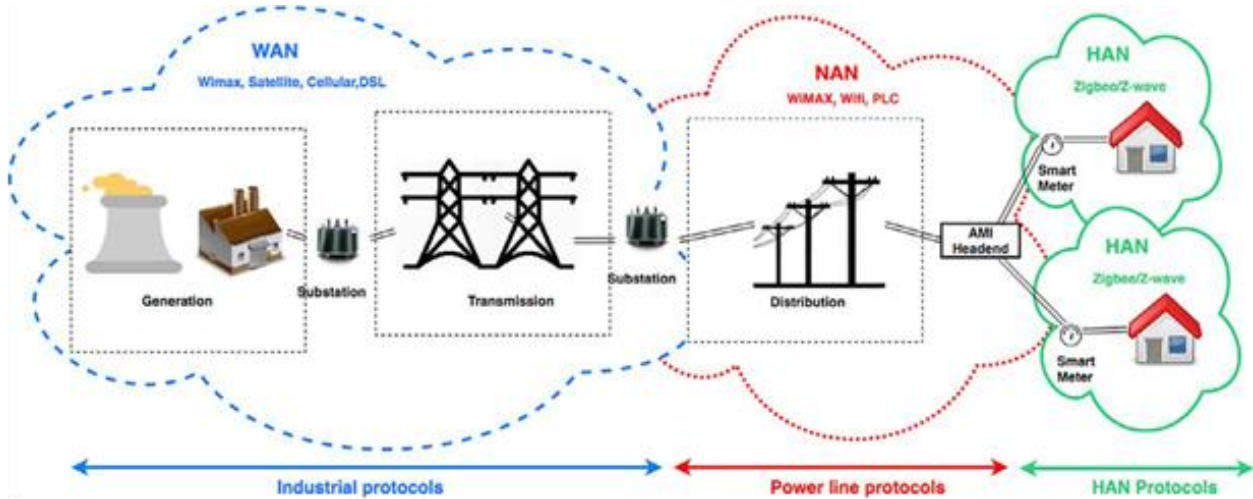 WAN
Wimax, Satellite, Cellular,DSL
NAN
WiMAX, Wifi, PLC
HAN
Zigbee/Z-wave
Smart
Meter
AMI
Headend
HAN
Zigbee/Z-wave
Smart
Meter
Generation
Substation
Transmission
Substation
Distribution
Industrial protocols
Power line protocols
HAN Protocols